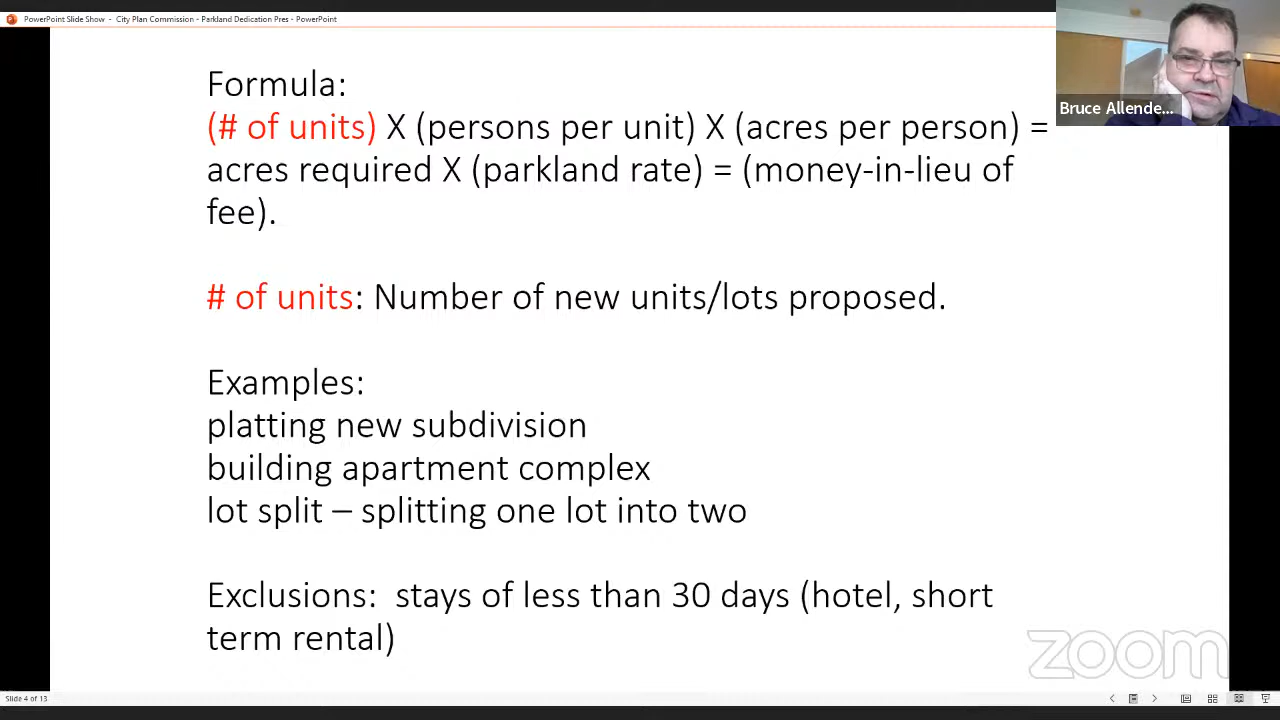 PowerPoint Slide Show - City Plan Commission - Parkland Dedication Pres - PowerPoint
Bruce Allende...
Formula:
(# of units) X (persons per unit) X (acres per person) =
acres required X (parkland rate) = (money-in-lieu of
fee).
# of units: Number of new units/lots proposed.
Examples:
platting new subdivision
building apartment complex
lot split – splitting one lot into two
Exclusions:  stays of less than 30 days (hotel, short
term rental)
zoom
Slide 4 of 13